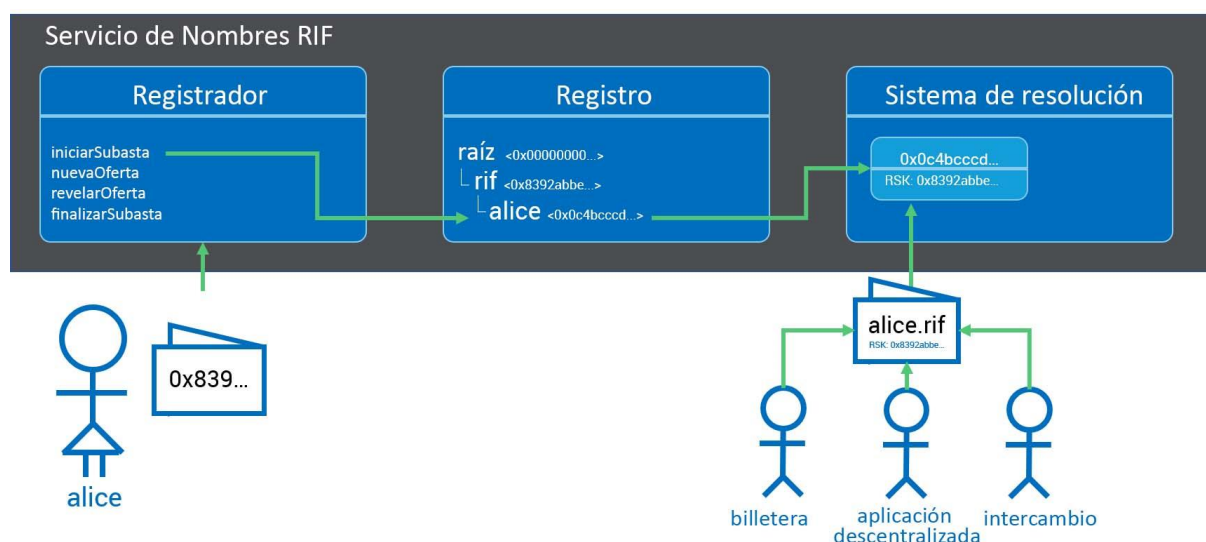 Servicio de Nombres RIF
Registrador
iniciarSubasta
nuevaOferta
revelarOferta
finalizarSubasta
Registro
raíz <0x00000000...>
rif <0x8392abbe...>
alice <0x0c4bcccd...>
Sistema de resolución
0x0c4bcccd...
RSK: 0x8392abbe...
0x839...
alice
alice.rif
RSK: 0x8392abbe...
billetera
aplicación
descentralizada
intercambio